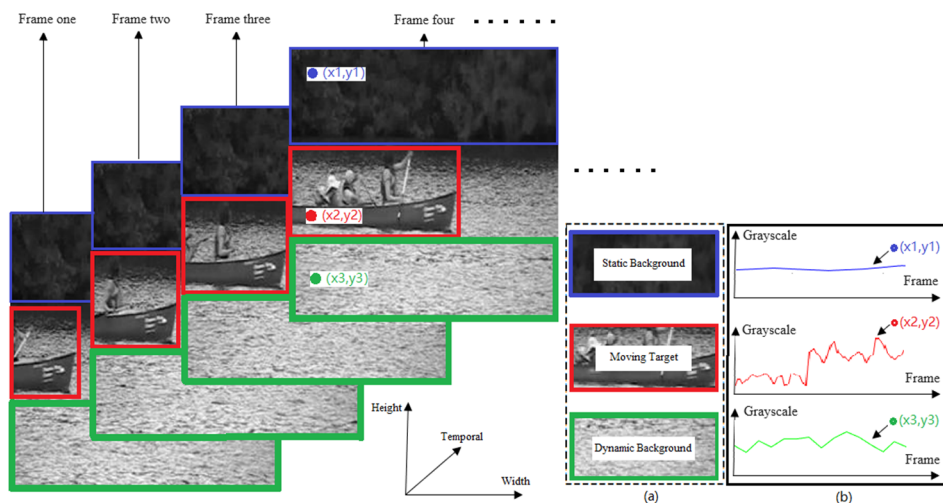 Frame one
Frame two
Frame three
Frame four
(x1,y1)
(x2,y2)
(x3,y3)
Height
Temporal
Width
Static Background
Moving Target
Dynamic Background
(a)
Grayscale
(x1,y1)
Frame
Grayscale
(x2,y2)
Frame
Grayscale
(x3,y3)
Frame
(b)